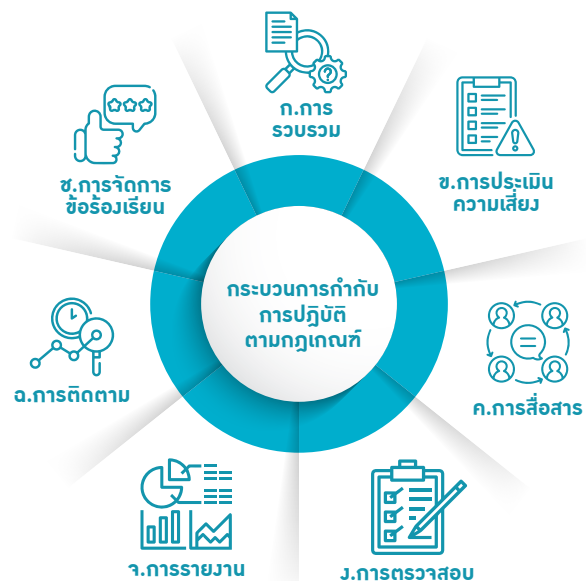 ก.การ
รวบรวม
ข.การประเมิน
ความเสี่ยง
ค.การสื่อสาร
ง.การตรวจสอบ
จ.การรายงาน
ฉ.การติดตาม
ช.การจัดการ
ข้อร้องเรียน
กระบวนการกำกับ
การปฏิบัติ
ตามกฎเกณฑ์